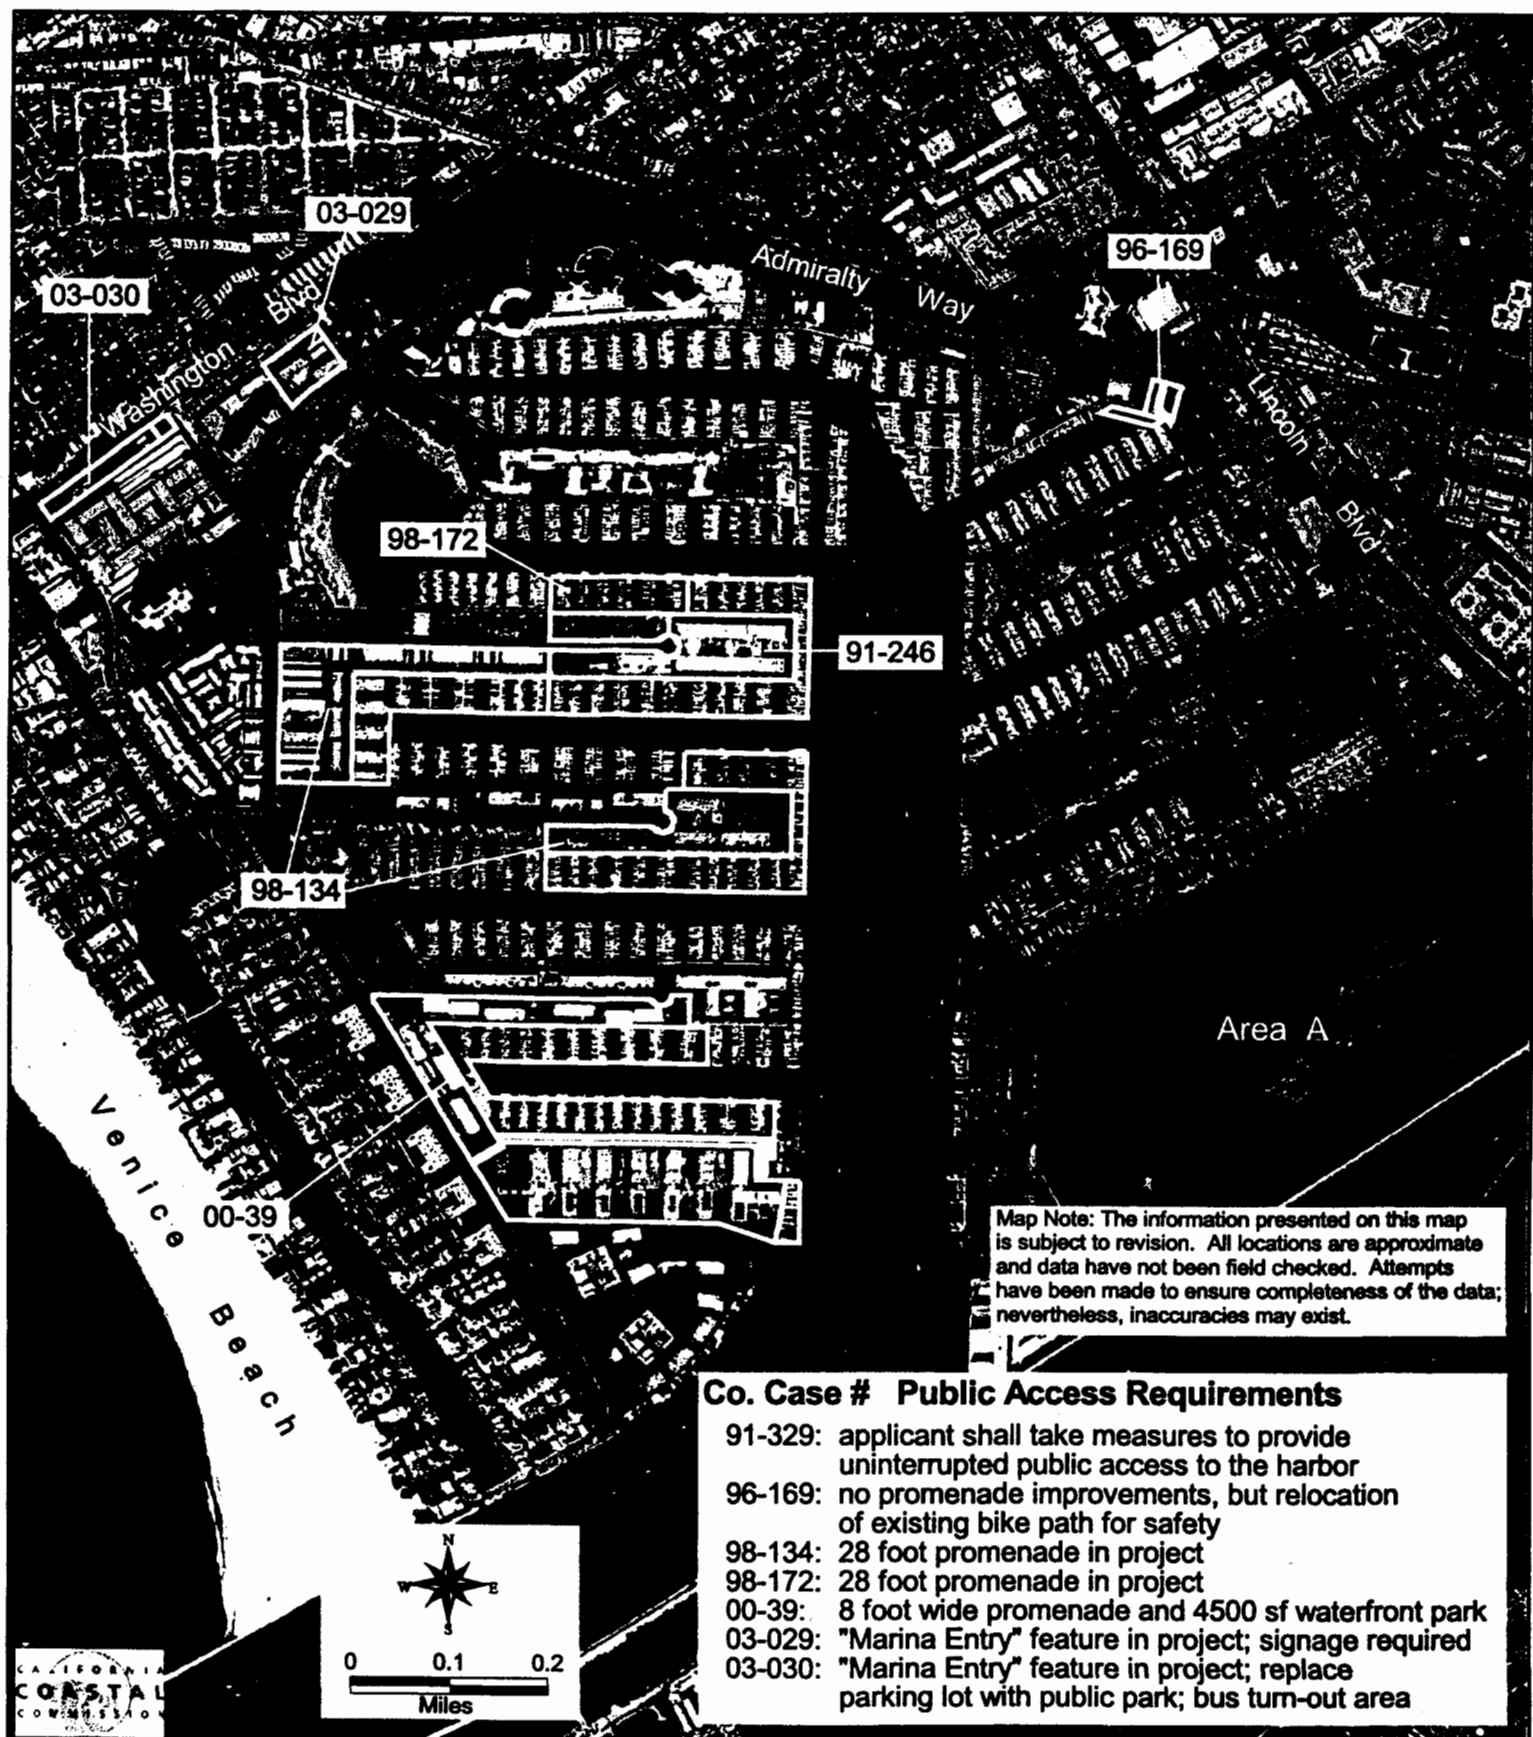 03-029
Admiralty Way
96-169
03-030
Washington Blvd
Lincoln Blvd
98-172
91-246
98-134
Area A
Venice Beach
00-39
Map Note: The information presented on this map
is subject to revision. All locations are approximate
and data have not been field checked. Attempts
have been made to ensure completeness of the data;
nevertheless, inaccuracies may exist.
Co. Case # Public Access Requirements
91-329: applicant shall take measures to provide
uninterrupted public access to the harbor
96-169: no promenade improvements, but relocation
of existing bike path for safety
98-134: 28 foot promenade in project
98-172: 28 foot promenade in project
00-39: 8 foot wide promenade and 4500 sf waterfront park
03-029: "Marina Entry" feature in project; signage required
03-030: "Marina Entry" feature in project; replace
parking lot with public park; bus turn-out area
N
W E
S
0 0.1 0.2
Miles
CALIFORNIA
COASTAL
COMMISSION